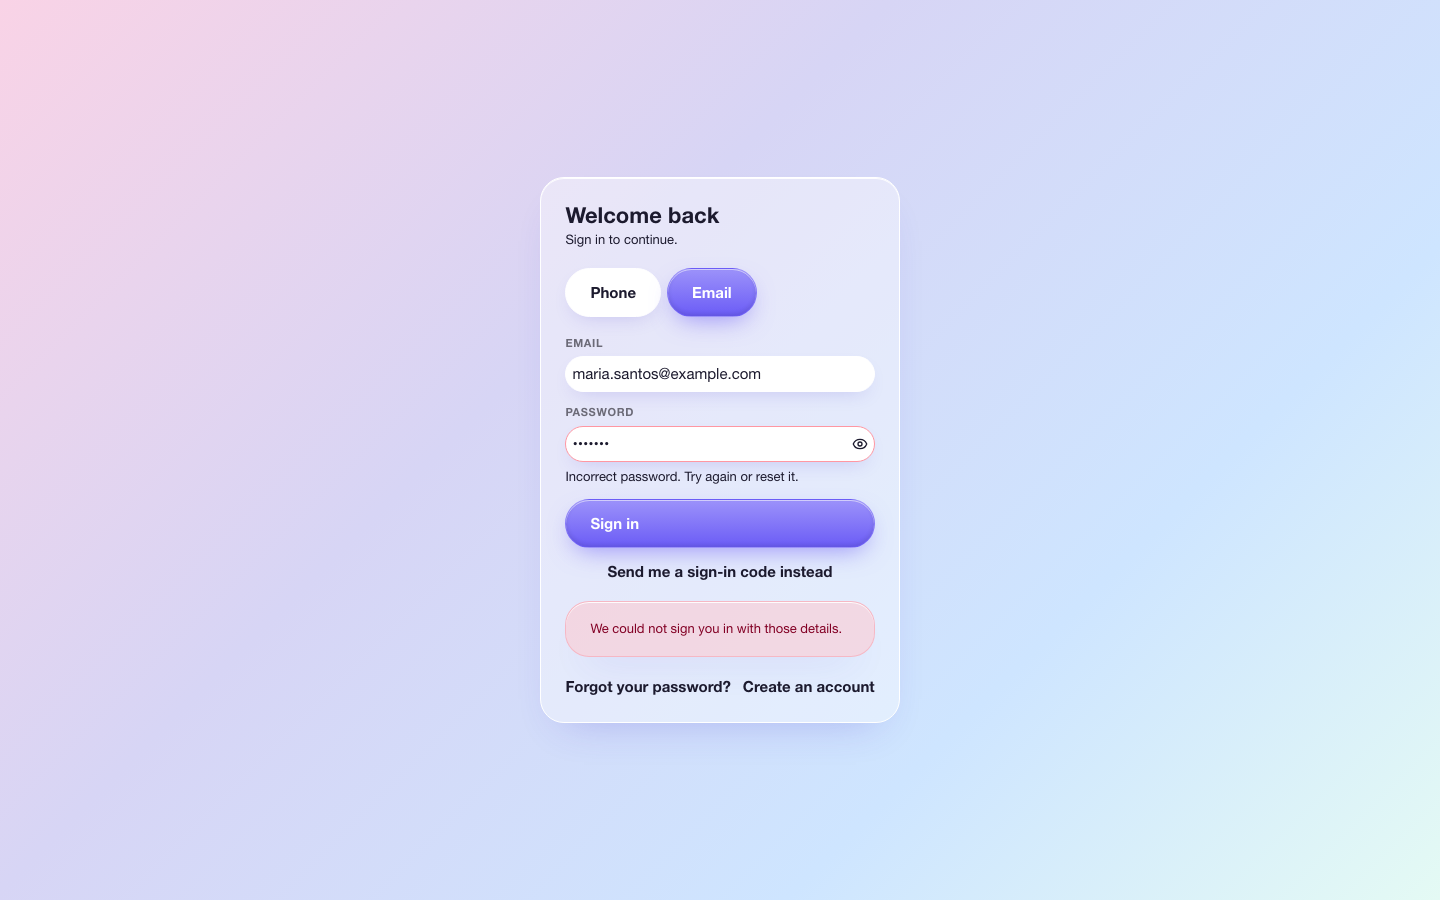 Welcome back
Sign in to continue.
Phone Email
EMAIL
maria.santos@example.com
PASSWORD
•••••••
Incorrect password. Try again or reset it.
Sign in
Send me a sign-in code instead
We could not sign you in with those details.
Forgot your password? Create an account